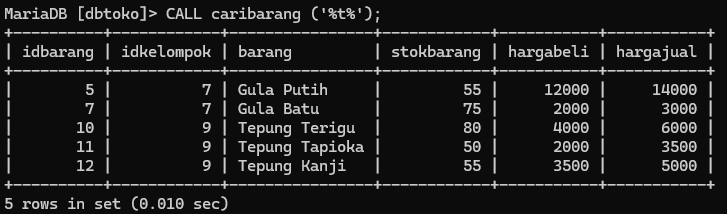 MariaDB [dbtoko]> CALL caribarang ('%t%');
+----------+------------+----------------+------------+-----------+-----------+
| idbarang | idkelompok | barang         | stokbarang | hargabeli | hargajual |
+----------+------------+----------------+------------+-----------+-----------+
|        5 |          7 | Gula Putih     |         55 |     12000 |     14000 |
|        7 |          7 | Gula Batu      |         75 |      2000 |      3000 |
|       10 |          9 | Tepung Terigu  |         80 |      4000 |      6000 |
|       11 |          9 | Tepung Tapioka |         50 |      2000 |      3500 |
|       12 |          9 | Tepung Kanji   |         55 |      3500 |      5000 |
+----------+------------+----------------+------------+-----------+-----------+
5 rows in set (0.010 sec)